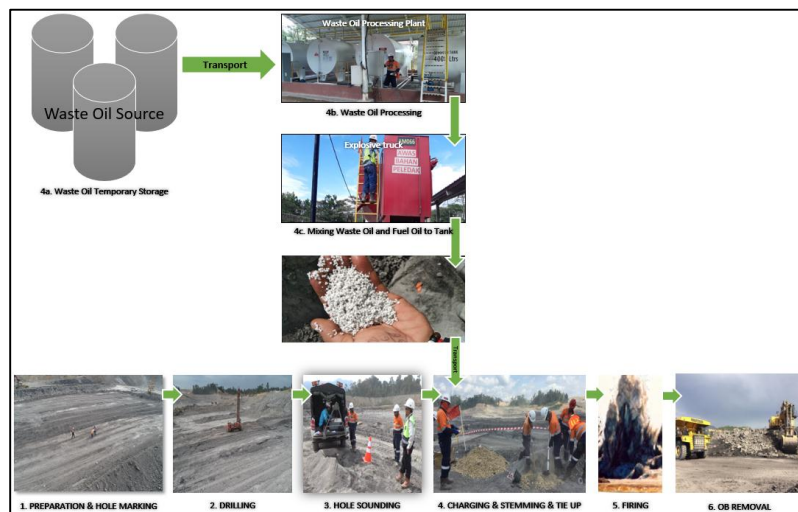 Waste Oil Source
4a. Waste Oil Temporary Storage
Transport
Waste Oil Processing Plant
4b. Waste Oil Processing
Explosive truck
BAHAN
PELEDAK
4c. Mixing Waste Oil and Fuel Oil to Tank
Transport
1. PREPARATION & HOLE MARKING
2. DRILLING
3. HOLE SOUNDING
4. CHARGING & STEMMING & TIE UP
5. FIRING
6. OB REMOVAL